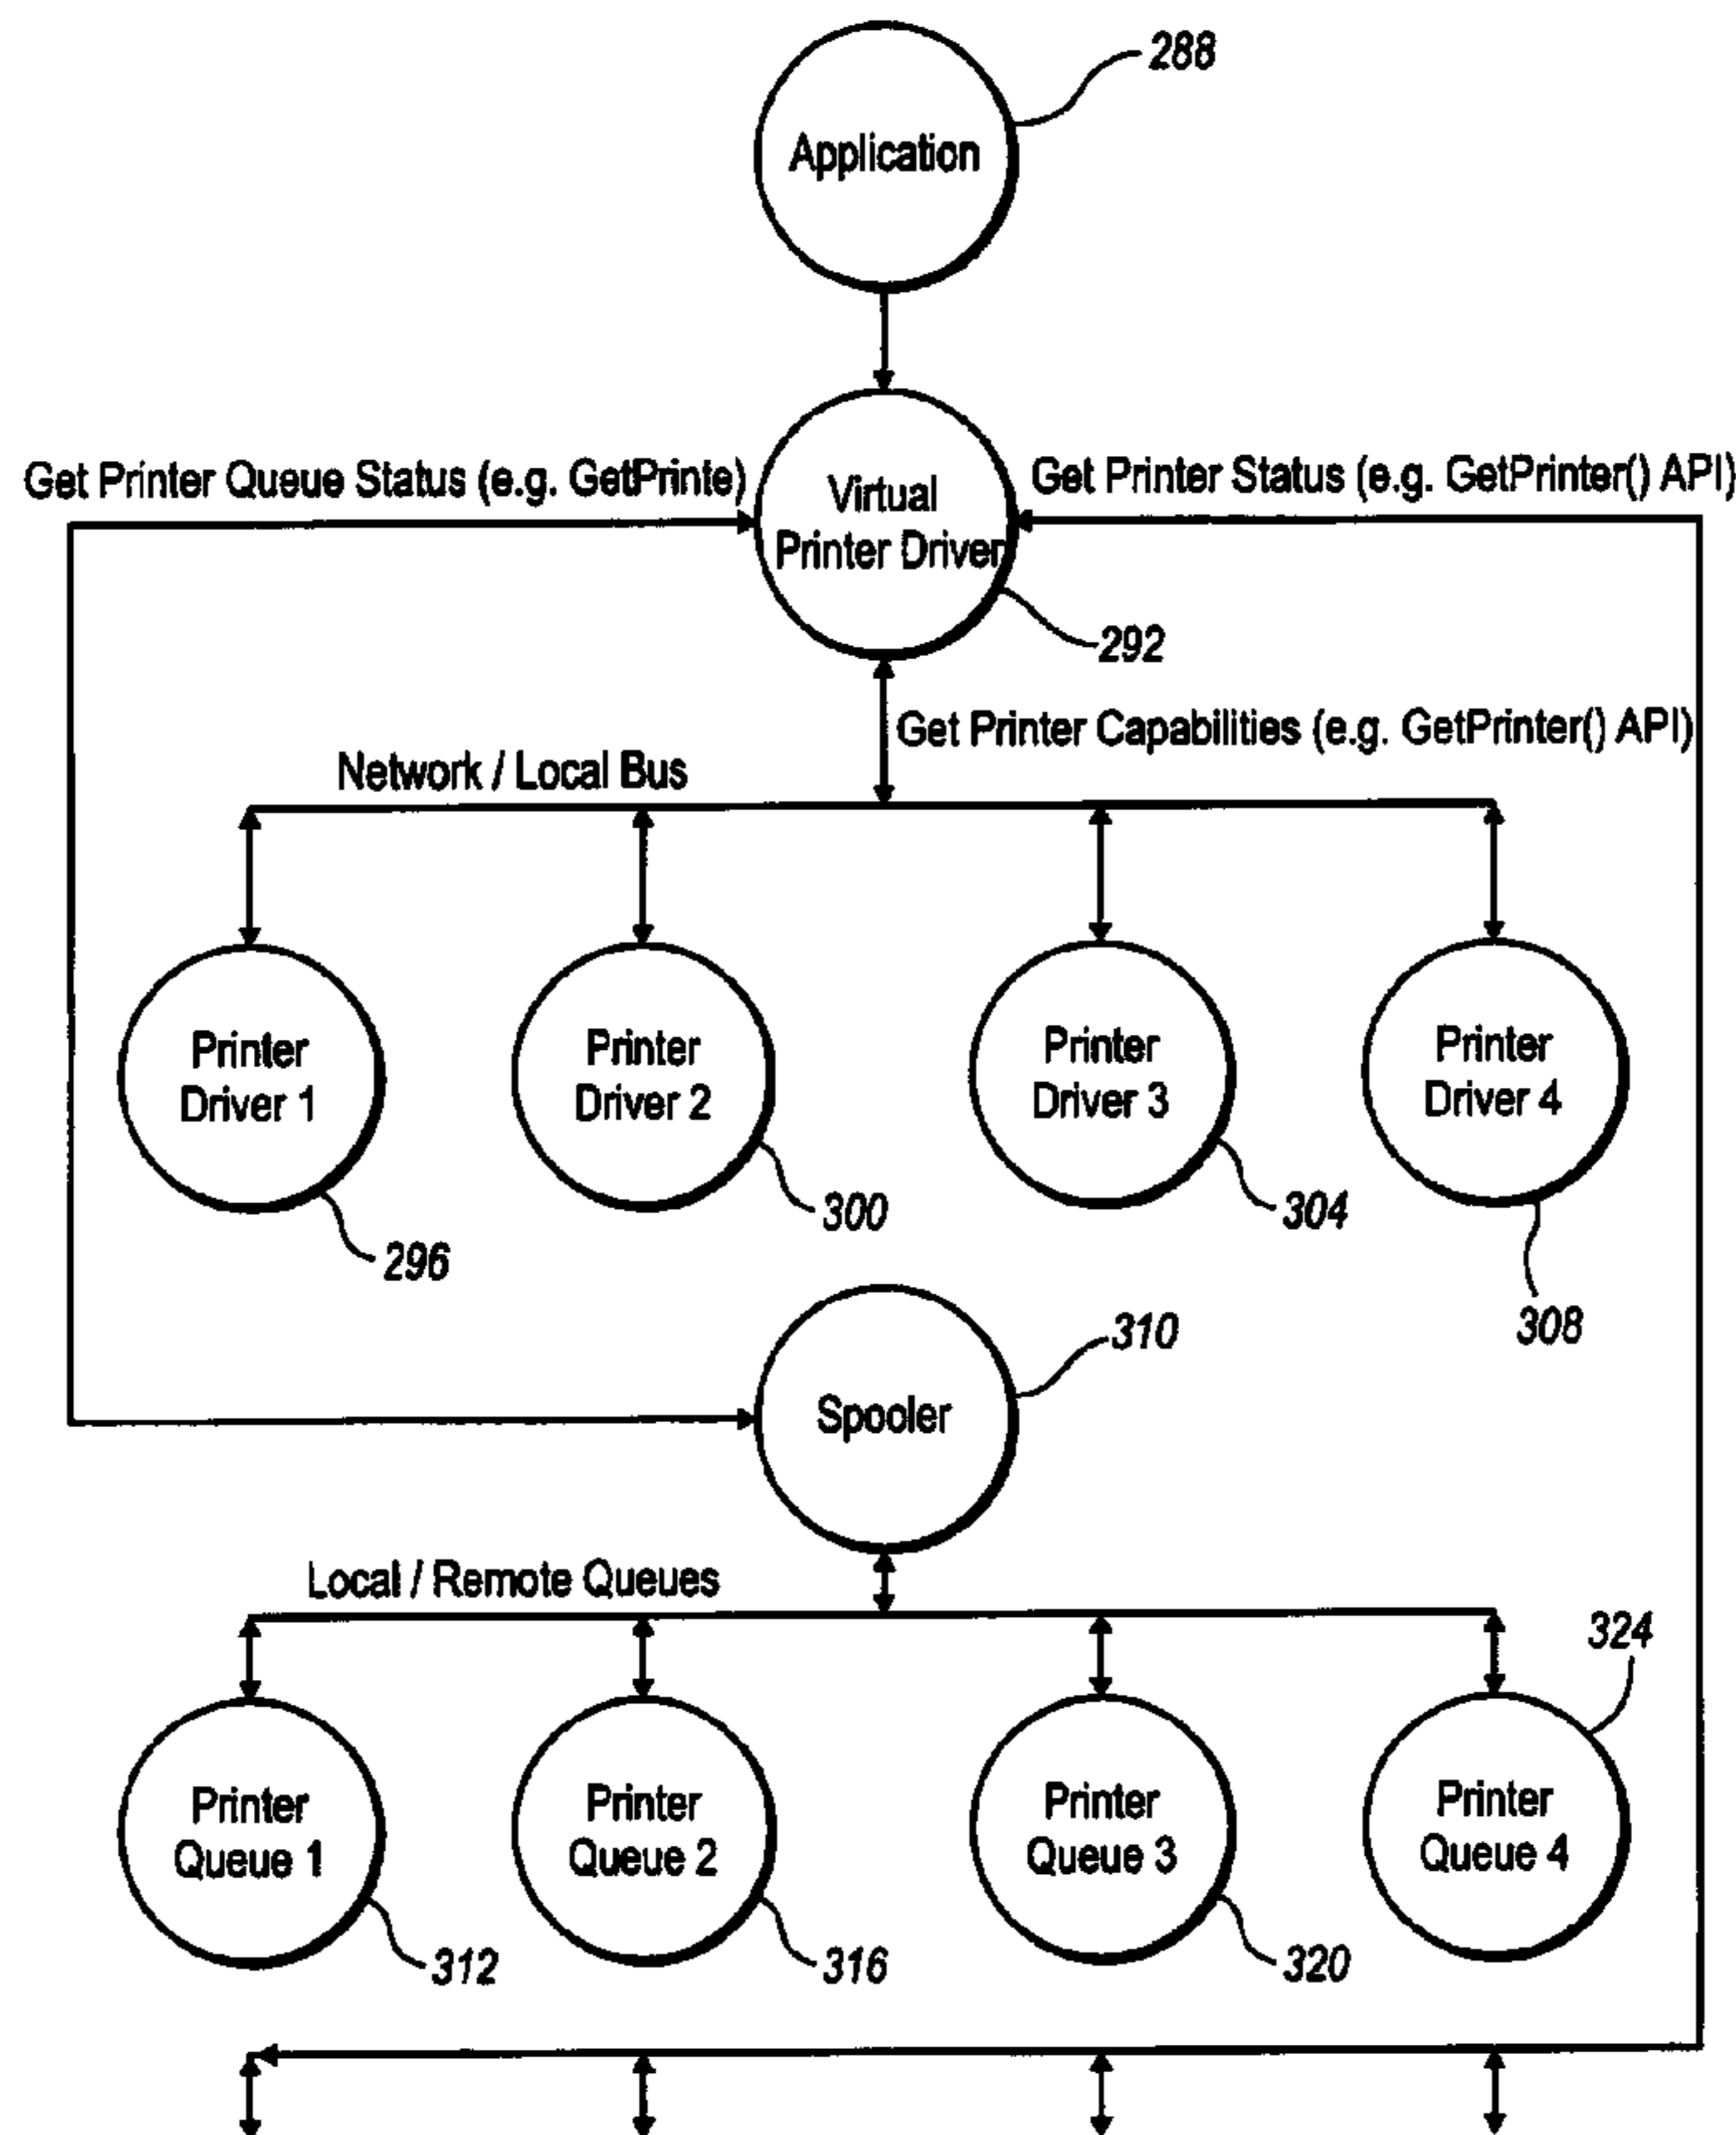 288
Application
Get Printer Queue Status (e.g. GetPrinte)
Get Printer Status (e.g. GetPrinter() API)
Virtual
Printer Driver
292
Get Printer Capabilities (e.g. GetPrinter() API)
Network / Local Bus
Printer
Driver 1
Printer
Driver 2
Printer
Driver 3
Printer
Driver 4
296
300
304
308
310
Spooler
Local / Remote Queues
324
Printer
Queue 1
Printer
Queue 2
Printer
Queue 3
Printer
Queue 4
312
316
320